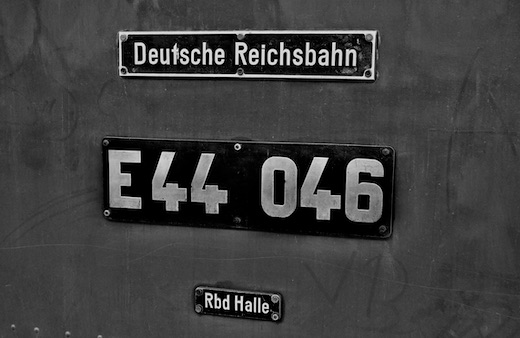 Deutsche Reichsbahn
E44 046
Rbd Halle